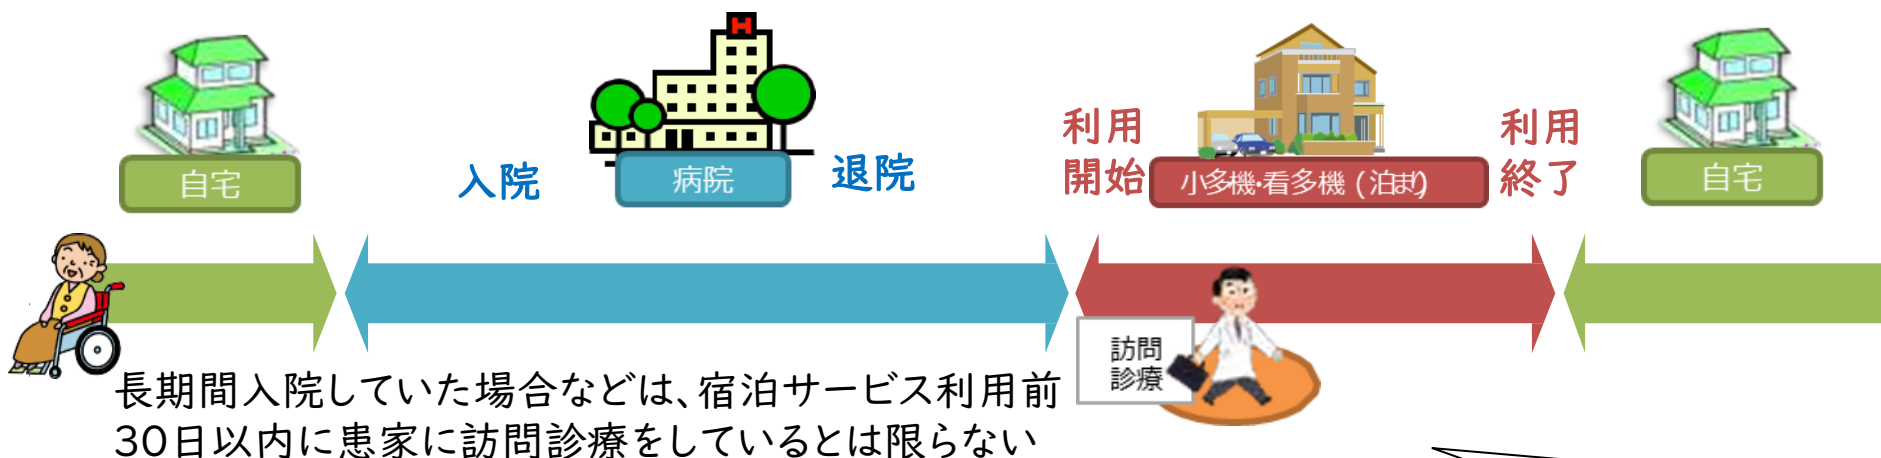 自宅
入院
H
病院
退院
利用
開始
小多機・看多機(泊まり)
利用
終了
自宅
訪問
診療
長期間入院していた場合などは、宿泊サービス利用前
30日以内に患家に訪問診療をしているとは限らない